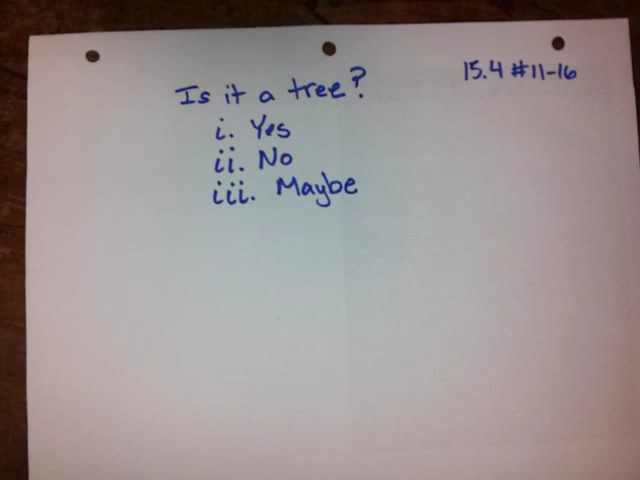 15.4 #11-16
Is it a tree?
i. Yes
ii. No
iii. Maybe